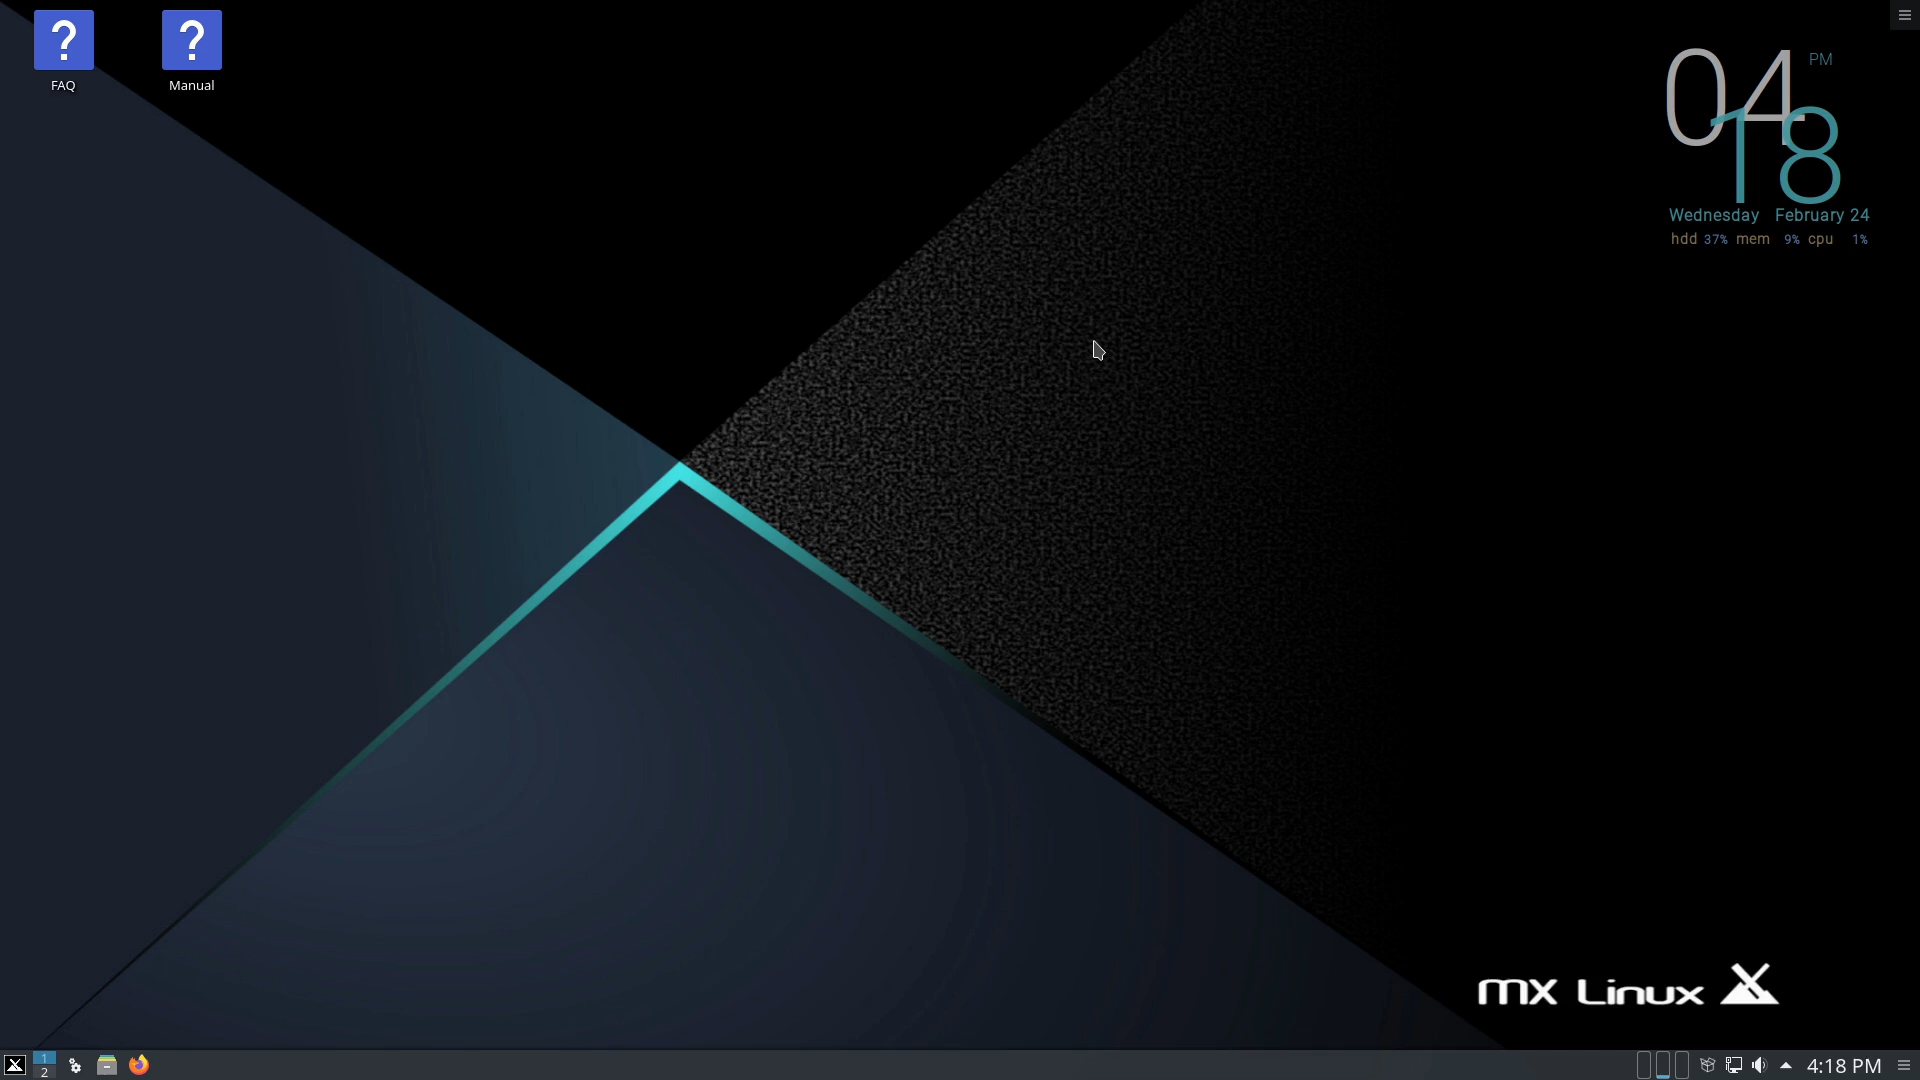 FAQ
Manual
04 PM
18
Wednesday February 24
hdd 37% mem 9% cpu 1%
MX Linux
1
2
4:18 PM